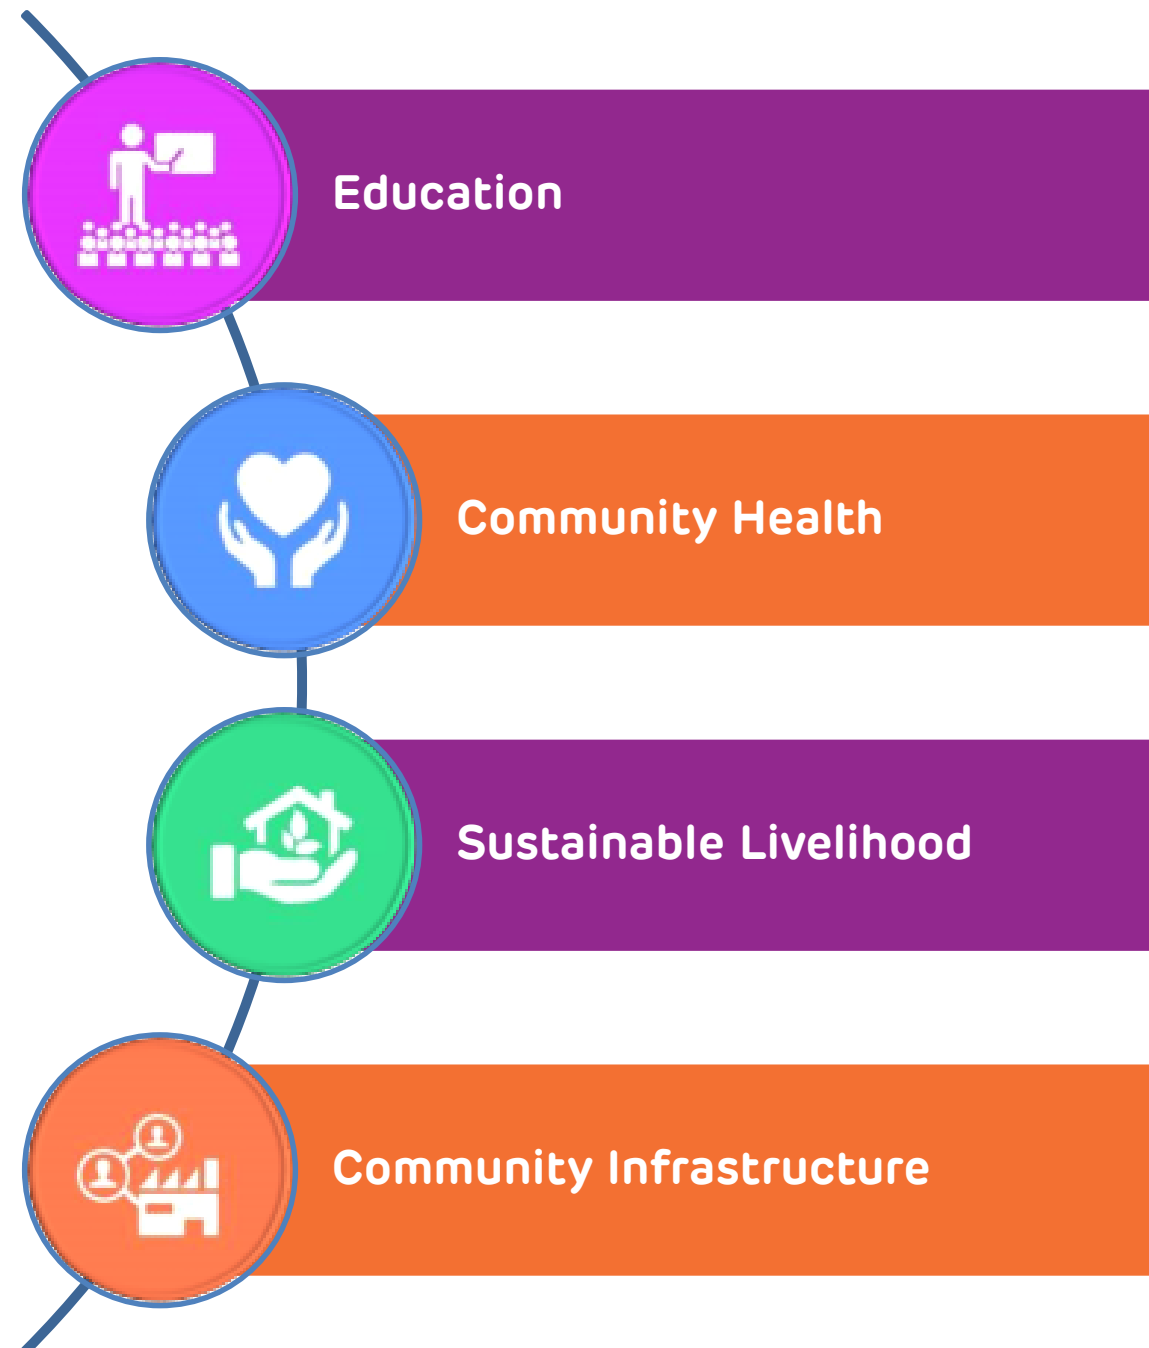 Education
Community Health
Sustainable Livelihood
Community Infrastructure